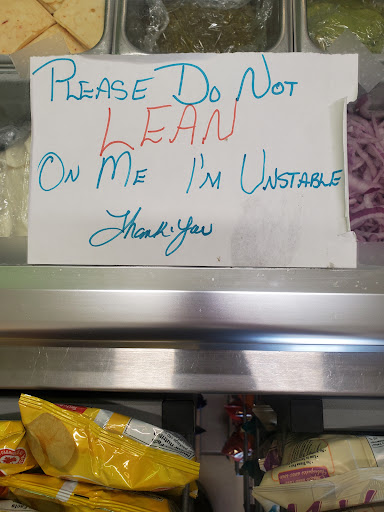 PLEASE DO NOT
LEAN
ON ME I'M UNSTABLE
Thank-You